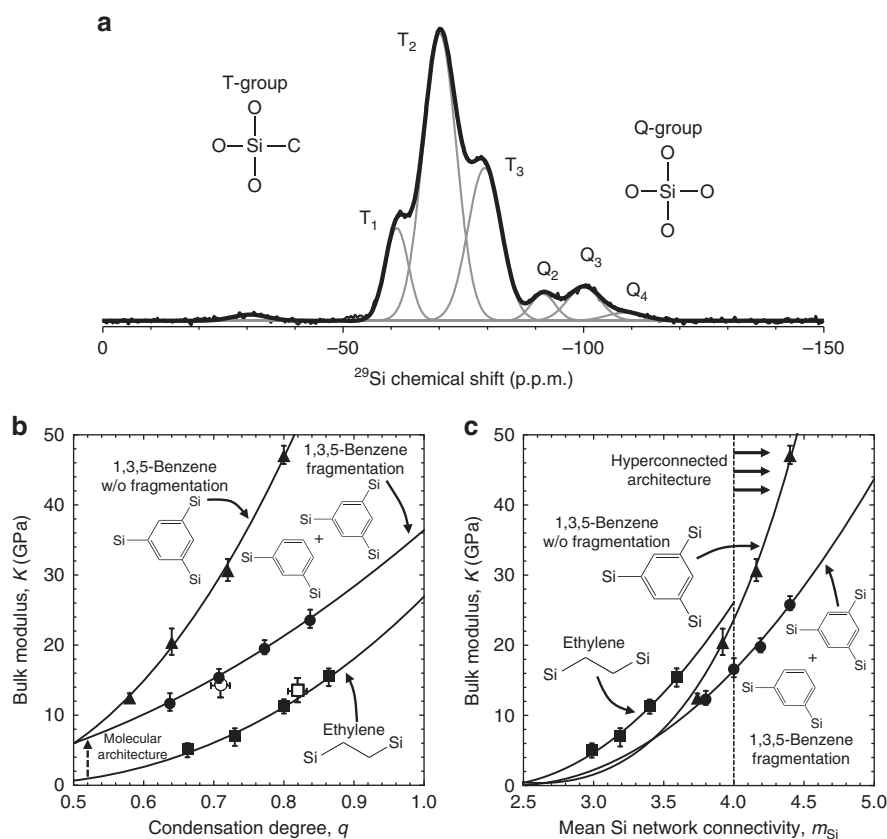 a
T-group
O
O Si C
O
T1
T2
T3
Q-group
O
O Si O
O
Q2
Q3
Q4
0 –50 –100 –150
29Si chemical shift (p.p.m.)
b
50
40
30
20
10
0
Bulk modulus, K (GPa)
1,3,5-Benzene
w/o fragmentation
Si
Si
Si
1,3,5-Benzene
fragmentation
Si
Si
+
Si
Si
Si
Molecular
architecture
Ethylene
Si
Si
0.5 0.6 0.7 0.8 0.9 1.0
Condensation degree, q
c
50
40
30
20
10
0
Bulk modulus, K (GPa)
Hyperconnected
architecture
1,3,5-Benzene
w/o fragmentation
Si
Si
Si
Ethylene
Si
Si
Si
Si
Si
+
Si
Si
1,3,5-Benzene
fragmentation
2.5 3.0 3.5 4.0 4.5 5.0
Mean Si network connectivity, mSi